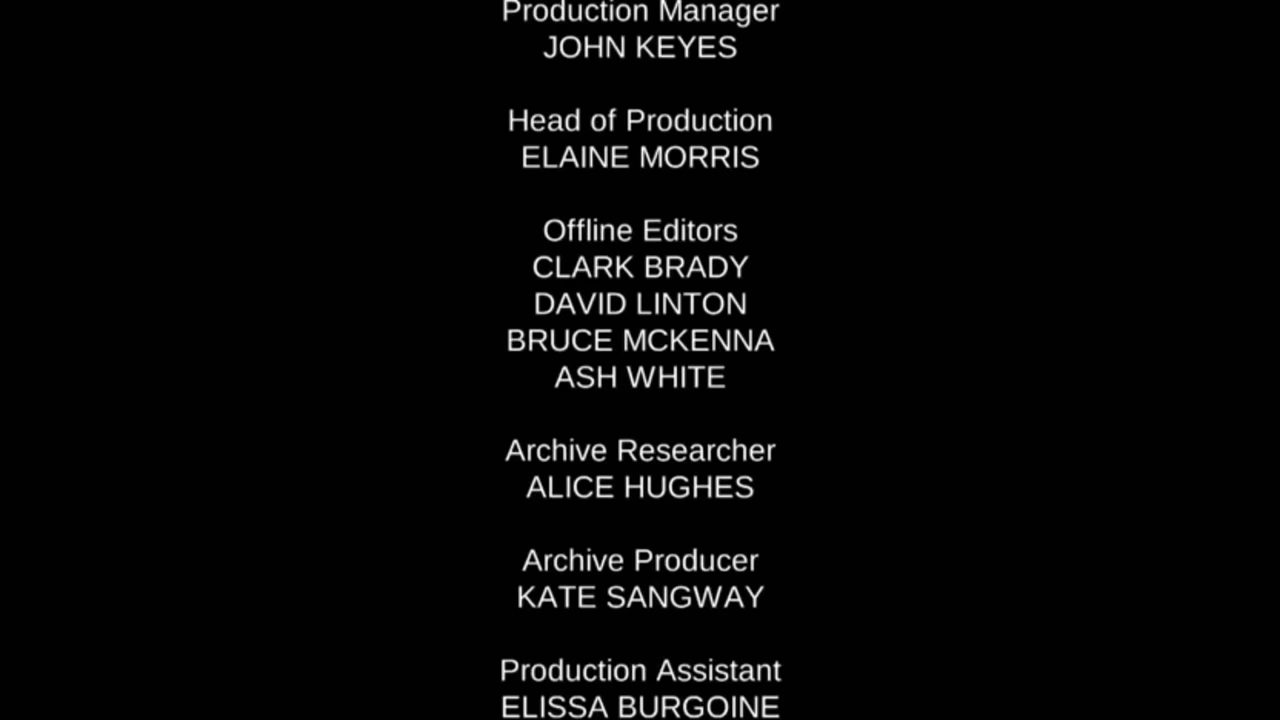 Production Manager
JOHN KEYES
Head of Production
ELAINE MORRIS
Offline Editors
CLARK BRADY
DAVID LINTON
BRUCE MCKENNA
ASH WHITE
Archive Researcher
ALICE HUGHES
Archive Producer
KATE SANGWAY
Production Assistant
ELISSA BURGOINE